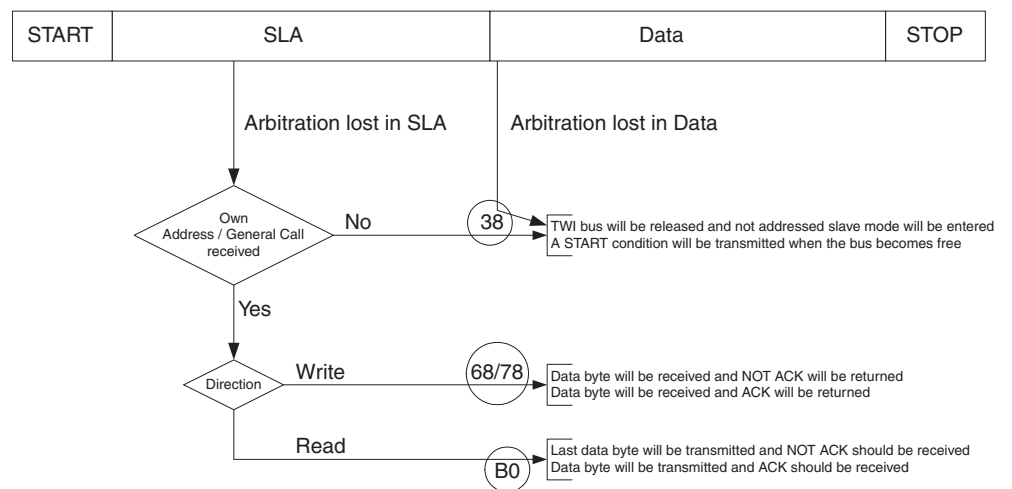 START SLA Data STOP
Arbitration lost in SLA Arbitration lost in Data
Own
Address / General Call
received
No
38
TWI bus will be released and not addressed slave mode will be entered
A START condition will be transmitted when the bus becomes free
Yes
Direction
Write
68/78
Data byte will be received and NOT ACK will be returned
Data byte will be received and ACK will be returned
Read
B0
Last data byte will be transmitted and NOT ACK should be received
Data byte will be transmitted and ACK should be received